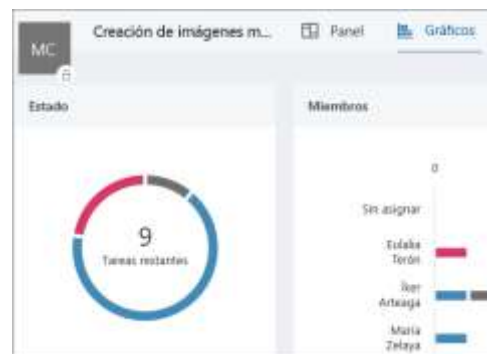 MC
Creación de imágenes m...
Panel
Gráficos
Estado
Miembros
9
Tareas restantes
0
Sin asignar
Eulalia
Terón
Íker
Arteaga
María
Zelaya